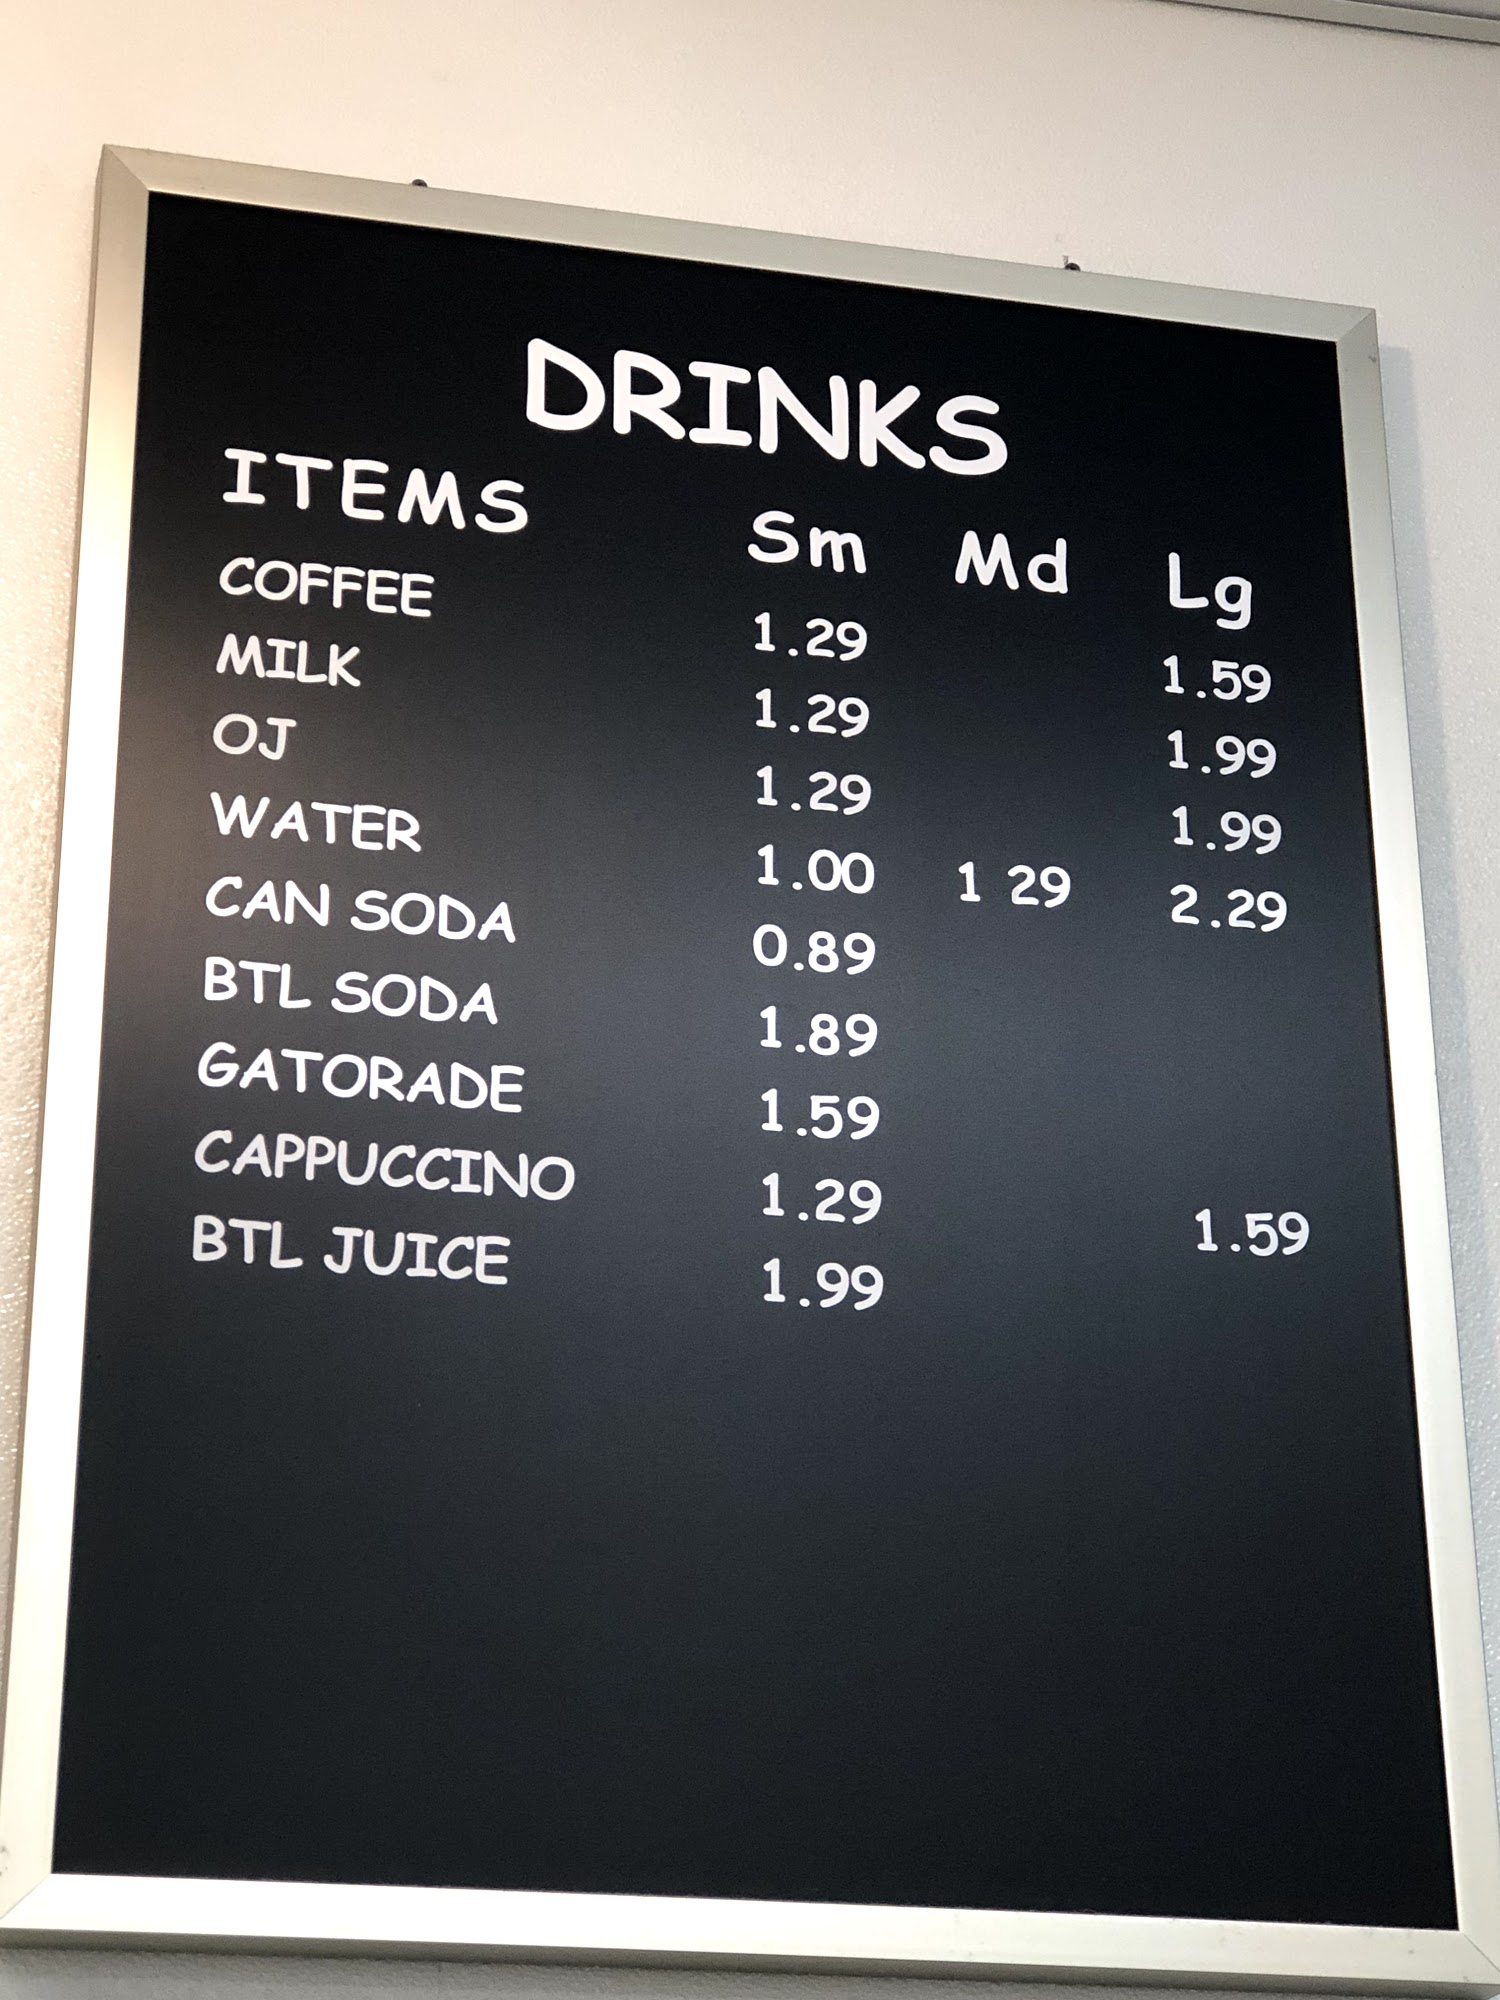 DRINKS
ITEMS Sm Md Lg
COFFEE 1.29 1.59
MILK 1.29 1.99
OJ 1.29 1.99
WATER 1.00 1 29 2.29
CAN SODA 0.89
BTL SODA 1.89
GATORADE 1.59
CAPPUCCINO 1.29 1.59
BTL JUICE 1.99